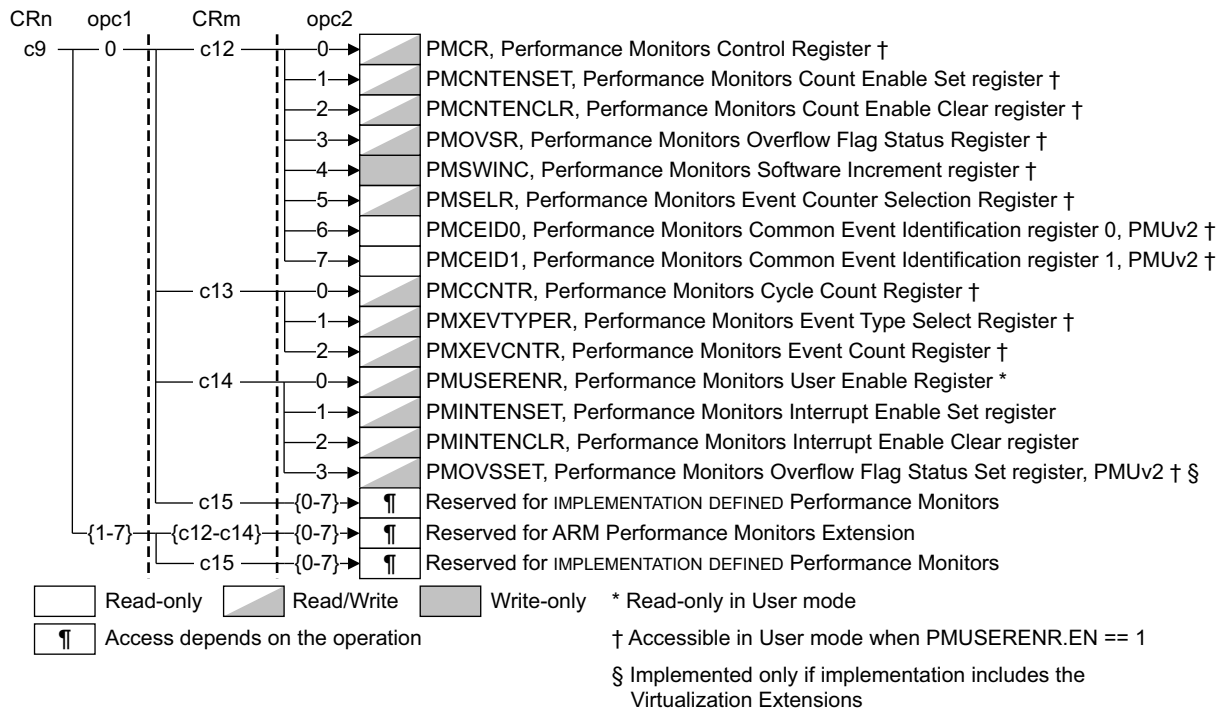 CRn opc1 CRm opc2
c9 0 c12 0 PMCR, Performance Monitors Control Register †
1 PMCNTENSET, Performance Monitors Count Enable Set register †
2 PMCNTENCLR, Performance Monitors Count Enable Clear register †
3 PMOVSR, Performance Monitors Overflow Flag Status Register †
4 PMSWINC, Performance Monitors Software Increment register †
5 PMSELR, Performance Monitors Event Counter Selection Register †
6 PMCEID0, Performance Monitors Common Event Identification register 0, PMUv2 †
7 PMCEID1, Performance Monitors Common Event Identification register 1, PMUv2 †
c13 0 PMCCNTR, Performance Monitors Cycle Count Register †
1 PMXEVTYPER, Performance Monitors Event Type Select Register †
2 PMXEVCNTR, Performance Monitors Event Count Register †
c14 0 PMUSERENR, Performance Monitors User Enable Register *
1 PMINTENSET, Performance Monitors Interrupt Enable Set register
2 PMINTENCLR, Performance Monitors Interrupt Enable Clear register
3 PMOVSSET, Performance Monitors Overflow Flag Status Set register, PMUv2 † §
c15 {0-7} ¶ Reserved for IMPLEMENTATION DEFINED Performance Monitors
{1-7} {c12-c14} {0-7} ¶ Reserved for ARM Performance Monitors Extension
c15 {0-7} ¶ Reserved for IMPLEMENTATION DEFINED Performance Monitors
Read-only Read/Write Write-only * Read-only in User mode
¶ Access depends on the operation † Accessible in User mode when PMUSERENR.EN == 1
§ Implemented only if implementation includes the
Virtualization Extensions